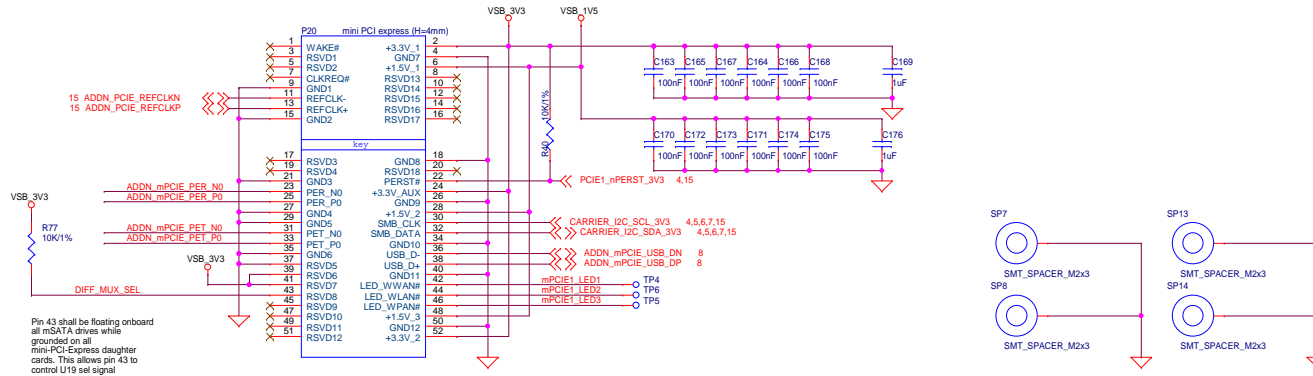 VSB_3V3
VSB_1V5
P20 mini PCI express (H=4mm)
1 WAKE# +3.3V_1 2
3 RSVD1 GND7 4
5 RSVD2 +1.5V_1 6
7 CLKREQ# RSVD13 8
9 GND1 RSVD14 10
11 REFCLK- RSVD15 12
13 REFCLK+ RSVD16 14
15 GND2 RSVD17 16
key
17 RSVD3 GND8 18
19 RSVD4 RSVD18 20
21 GND3 PERST# 22
23 PER_N0 +3.3V_AUX 24
25 PER_P0 GND9 26
27 GND4 +1.5V_2 28
29 GND5 SMB_CLK 30
31 PET_N0 SMB_DATA 32
33 PET_P0 GND10 34
35 GND6 USB_D- 36
37 RSVD5 USB_D+ 38
39 RSVD6 GND11 40
41 RSVD7 LED_WWAN# 42
43 RSVD8 LED_WLAN# 44
45 RSVD9 LED_WPAN# 46
47 RSVD10 +1.5V_3 48
49 RSVD11 GND12 50
51 RSVD12 +3.3V_2 52
15 ADDN_PCIE_REFCLKN
15 ADDN_PCIE_REFCLKP
ADDN_mPCIE_PER_N0
ADDN_mPCIE_PER_P0
ADDN_mPCIE_PET_N0
ADDN_mPCIE_PET_P0
VSB_3V3
R77
10K/1%
VSB_3V3
DIFF_MUX_SEL
Pin 43 shall be floating onboard
all mSATA drives while
grounded on all
mini-PCI-Express daughter
cards. This allows pin 43 to
control U19 sel signal
R40 10K/1%
PCIE1_nPERST_3V3 4,15
CARRIER_I2C_SCL_3V3 4,5,6,7,15
CARRIER_I2C_SDA_3V3 4,5,6,7,15
ADDN_mPCIE_USB_DN 8
ADDN_mPCIE_USB_DP 8
mPCIE1_LED1 TP4
mPCIE1_LED2 TP6
mPCIE1_LED3 TP5
C163 C165 C167 C164 C166 C168 C169
100nF 100nF 100nF 100nF 100nF 100nF 1uF
C170 C172 C173 C171 C174 C175 C176
100nF 100nF 100nF 100nF 100nF 100nF 1uF
SP7 SP13
SMT_SPACER_M2x3 SMT_SPACER_M2x3
SP8 SP14
SMT_SPACER_M2x3 SMT_SPACER_M2x3